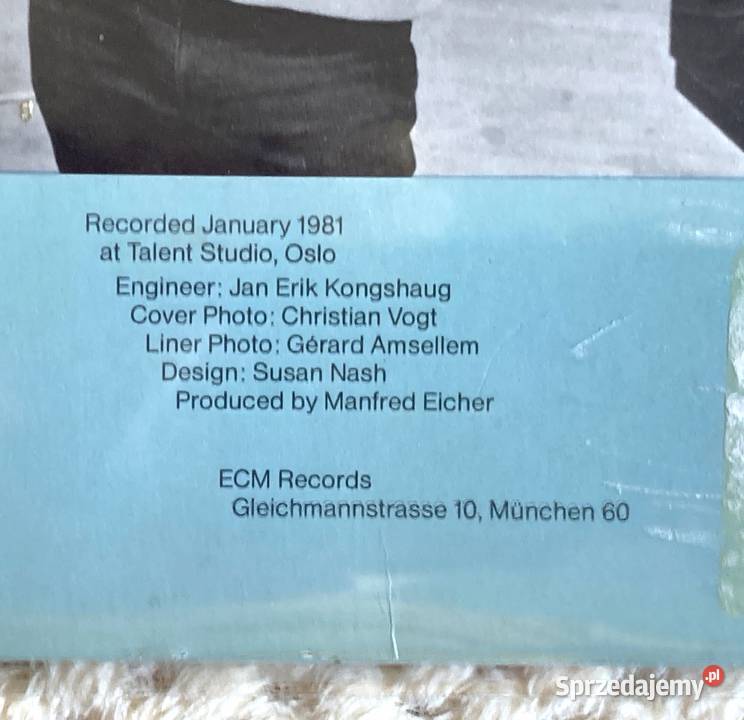 Recorded January 1981
at Talent Studio, Oslo
Engineer: Jan Erik Kongshaug
Cover Photo: Christian Vogt
Liner Photo: Gérard Amsellem
Design: Susan Nash
Produced by Manfred Eicher
ECM Records
Gleichmannstrasse 10, München 60
Sprzedajemy.pl